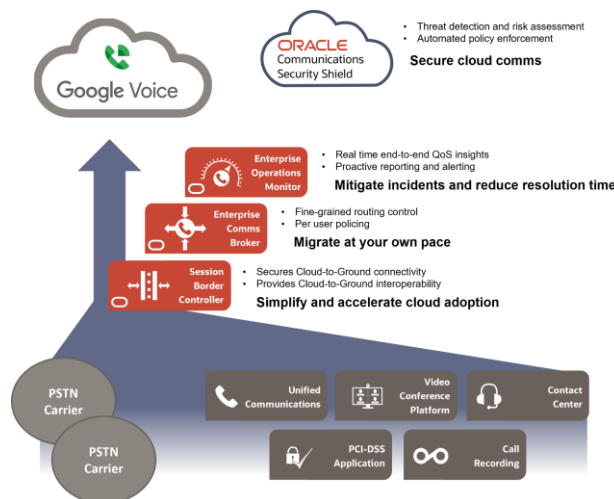 Google Voice
ORACLE
Communications
Security Shield
• Threat detection and risk assessment
• Automated policy enforcement
Secure cloud comms
Enterprise
Operations
Monitor
• Real time end-to-end QoS insights
• Proactive reporting and alerting
Mitigate incidents and reduce resolution time
Enterprise
Comms
Broker
• Fine-grained routing control
• Per user policing
Migrate at your own pace
Session
Border
Controller
• Secures Cloud-to-Ground connectivity
• Provides Cloud-to-Ground interoperability
Simplify and accelerate cloud adoption
PSTN
Carrier
PSTN
Carrier
Unified
Communications
Video
Conference
Platform
Contact
Center
PCI-DSS
Application
Call
Recording